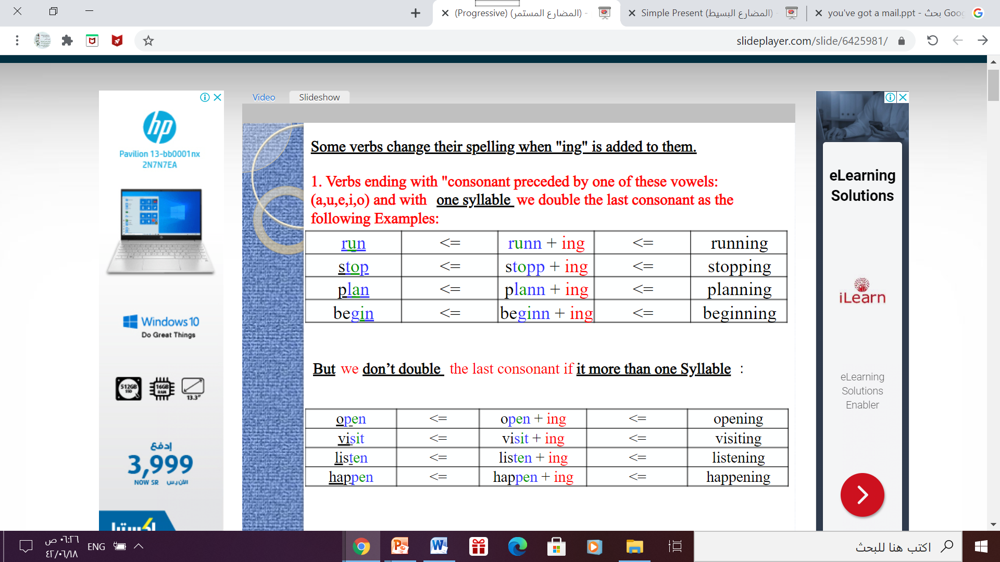 (Progressive) (المضارع المستمر) -
Simple Present (المضارع البسيط) -
you've got a mail.ppt - بحث Goo
slideplayer.com/slide/6425981/
Video
Slideshow
hp
Pavilion 13-bb0001nx
2N7N7EA
Windows 10
Do Great Things
512GB
SSD
16GB
RAM
13.3"
إدفع
3,999
NOW SR الآن ر.س
Some verbs change their spelling when "ing" is added to them.
1. Verbs ending with "consonant preceded by one of these vowels:
(a,u,e,i,o) and with one syllable we double the last consonant as the
following Examples:
run <= runn + ing <= running
stop <= stopp + ing <= stopping
plan <= plann + ing <= planning
begin <= beginn + ing <= beginning
But we don't double the last consonant if it more than one Syllable :
open <= open + ing <= opening
visit <= visit + ing <= visiting
listen <= listen + ing <= listening
happen <= happen + ing <= happening
eLearning
Solutions
iLearn
eLearning
Solutions
Enabler
٠٦:٢٦ ص
٤٢/٠٦/١٨
ENG
اكتب هنا للبحث